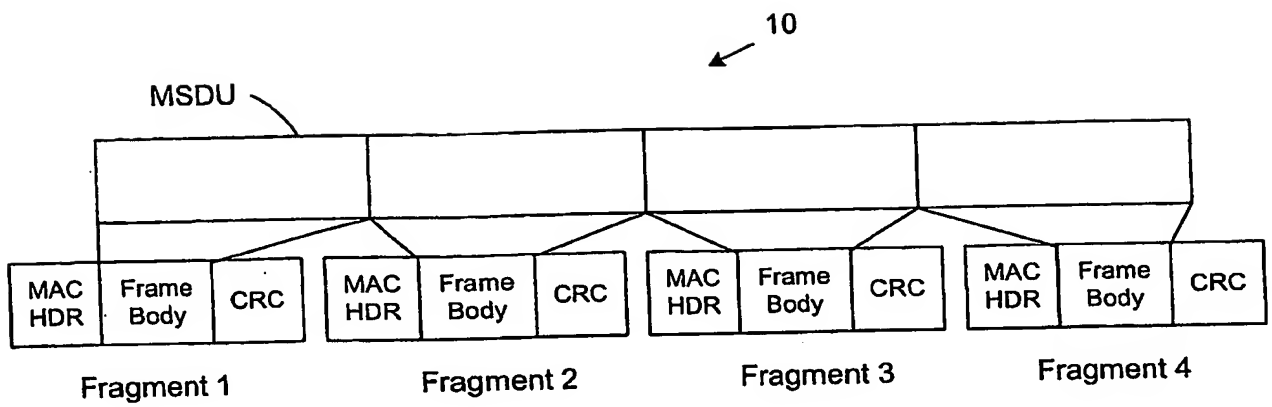 10
MSDU
MAC HDR
Frame Body
CRC
MAC HDR
Frame Body
CRC
MAC HDR
Frame Body
CRC
MAC HDR
Frame Body
CRC
Fragment 1
Fragment 2
Fragment 3
Fragment 4